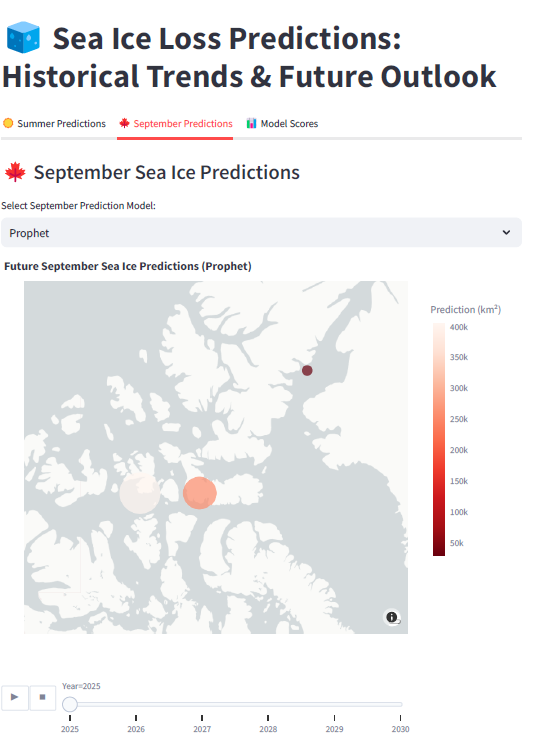 Sea Ice Loss Predictions:
Historical Trends & Future Outlook
Summer Predictions
September Predictions
Model Scores
September Sea Ice Predictions
Select September Prediction Model:
Prophet
Future September Sea Ice Predictions (Prophet)
Prediction (km²)
400k
350k
300k
250k
200k
150k
100k
50k
Year=2025
2025
2026
2027
2028
2029
2030